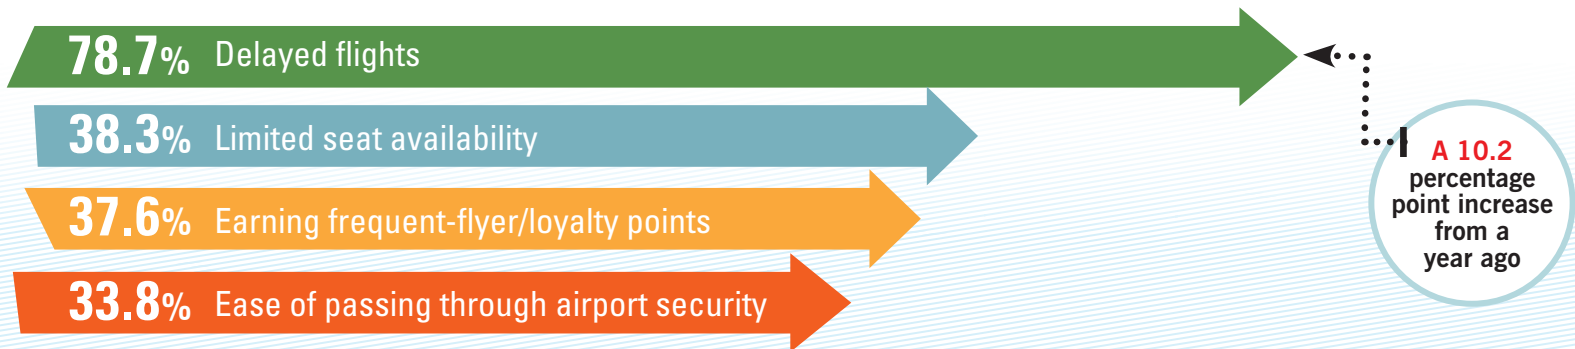 78.7% Delayed flights
38.3% Limited seat availability
37.6% Earning frequent-flyer/loyalty points
33.8% Ease of passing through airport security
A 10.2
percentage
point increase
from a
year ago